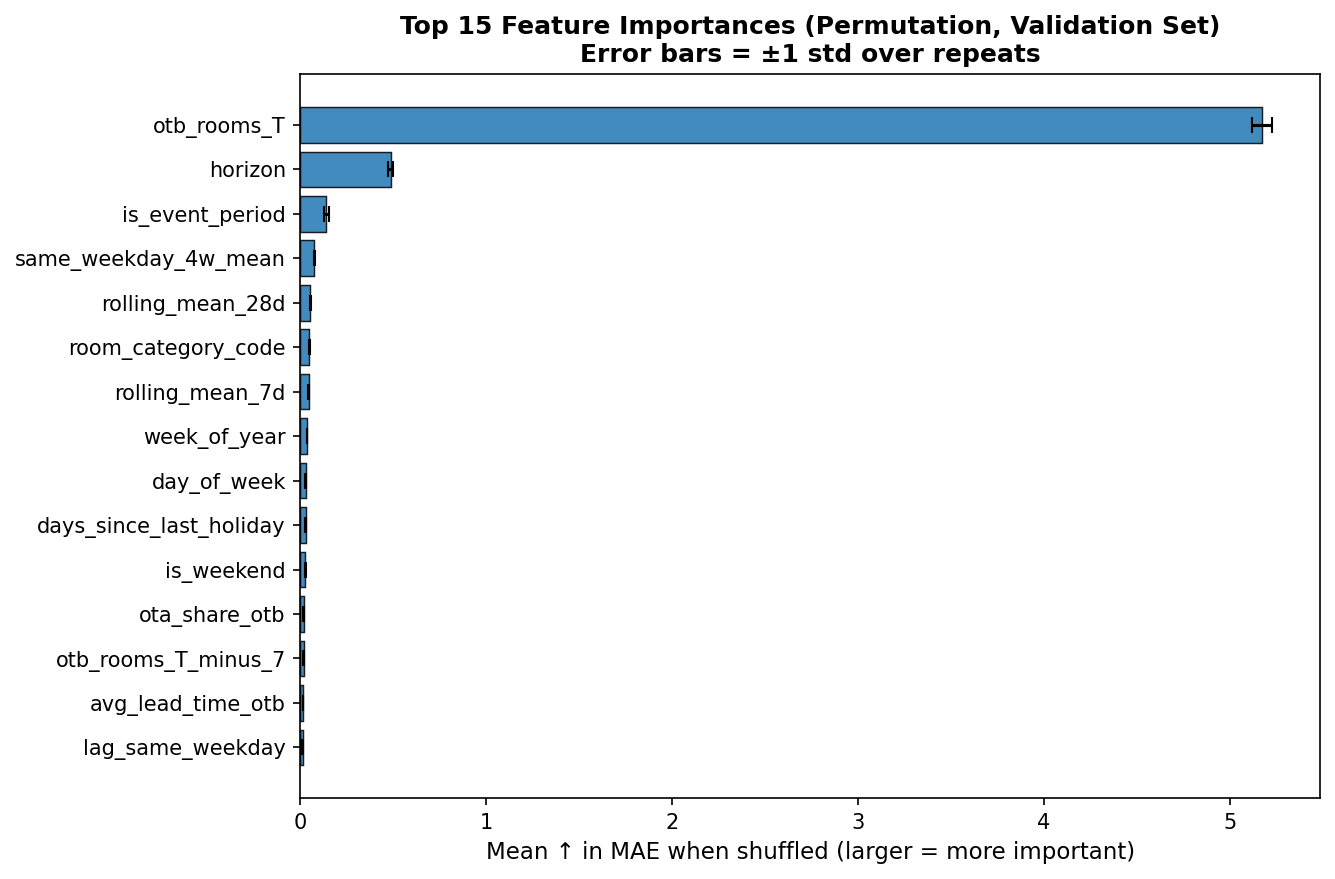 Top 15 Feature Importances (Permutation, Validation Set)
Error bars = ±1 std over repeats
otb_rooms_T
horizon
is_event_period
same_weekday_4w_mean
rolling_mean_28d
room_category_code
rolling_mean_7d
week_of_year
day_of_week
days_since_last_holiday
is_weekend
ota_share_otb
otb_rooms_T_minus_7
avg_lead_time_otb
lag_same_weekday
0 1 2 3 4 5
Mean ↑ in MAE when shuffled (larger = more important)